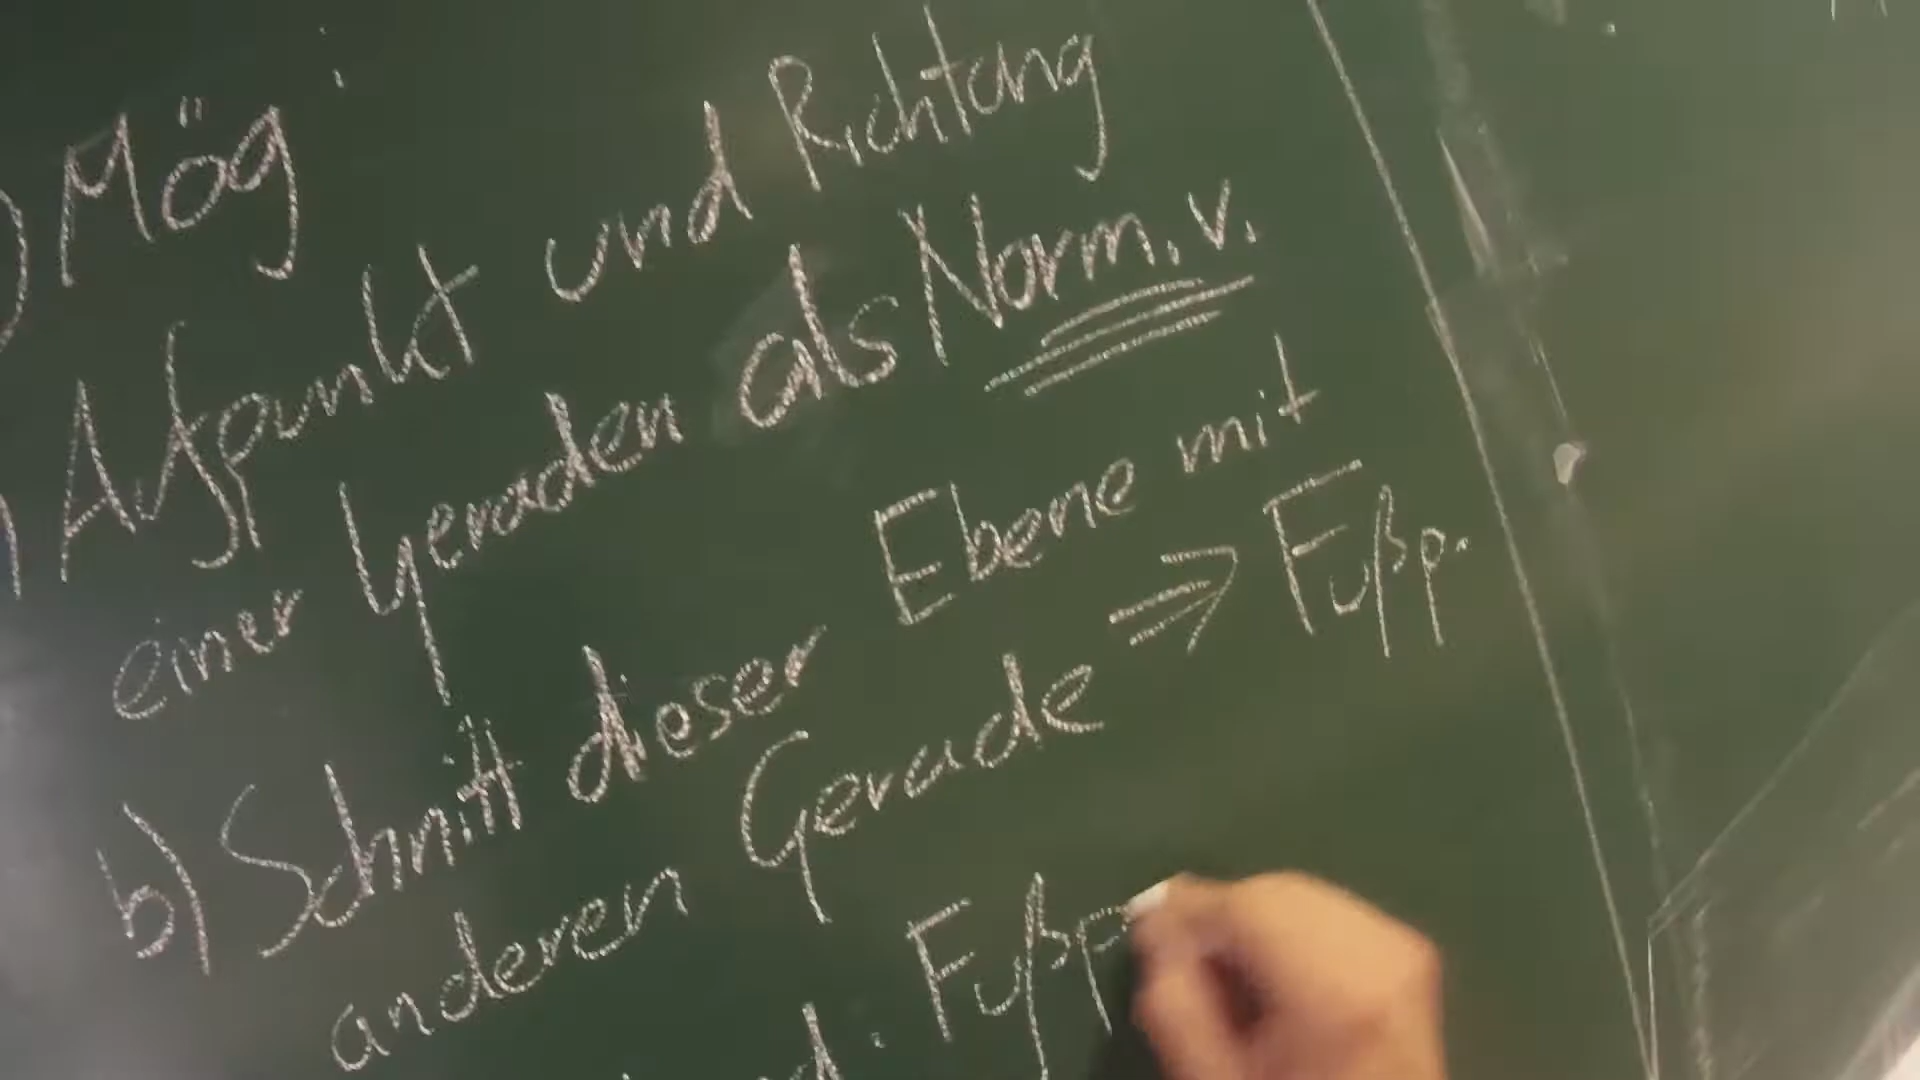 ) Mög
) Aufpunkt und Richtung
einer Geraden als Norm.v.
b) Schnitt dieser Ebene mit
anderen Gerade ⇒ Fußp.
Fußp